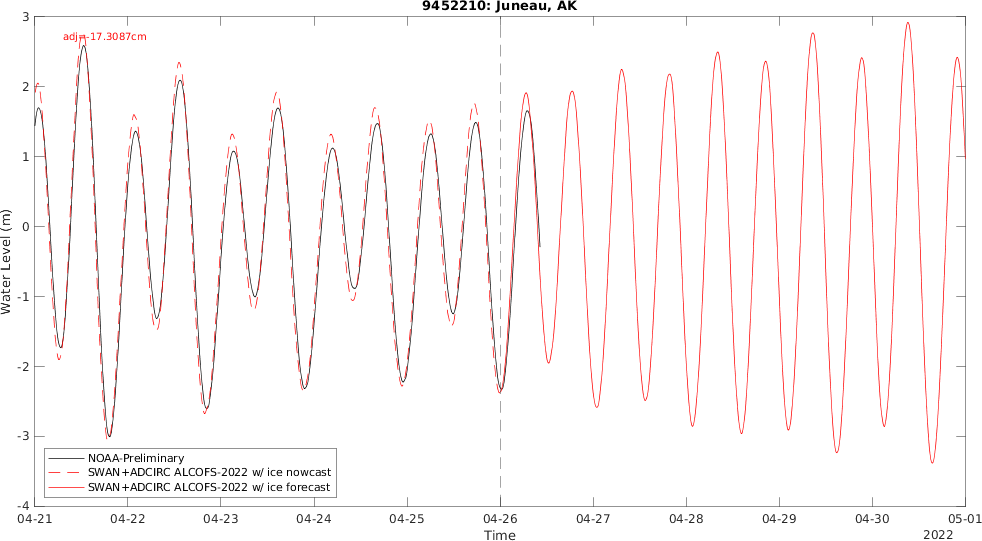 9452210: Juneau, AK
adj=-17.3087cm
Water Level (m)
3
2
1
0
-1
-2
-3
-4
NOAA-Preliminary
SWAN+ADCIRC ALCOFS-2022 w/ ice nowcast
SWAN+ADCIRC ALCOFS-2022 w/ ice forecast
04-21 04-22 04-23 04-24 04-25 04-26 04-27 04-28 04-29 04-30 05-01
Time
2022